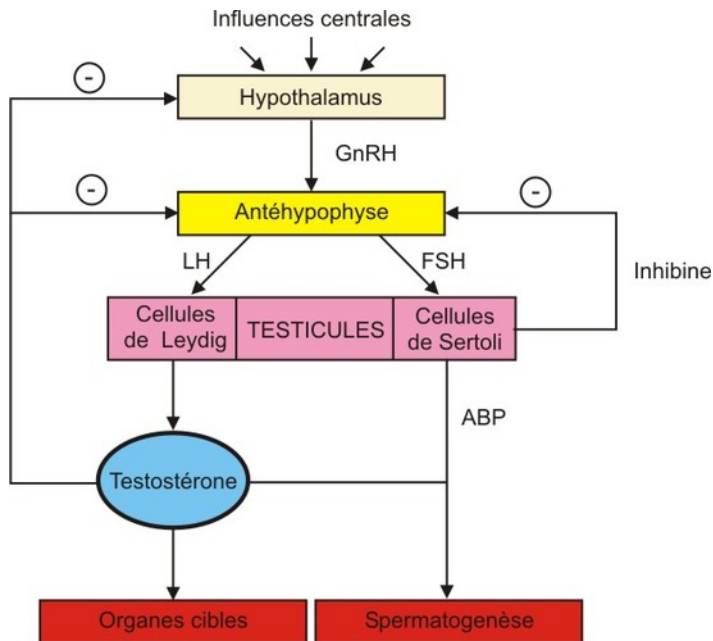 Influences centrales
-
Hypothalamus
GnRH
-
-
Antéhypophyse
LH
FSH
Inhibine
Cellules
de Leydig
TESTICULES
Cellules
de Sertoli
ABP
Testostérone
Organes cibles
Spermatogenèse